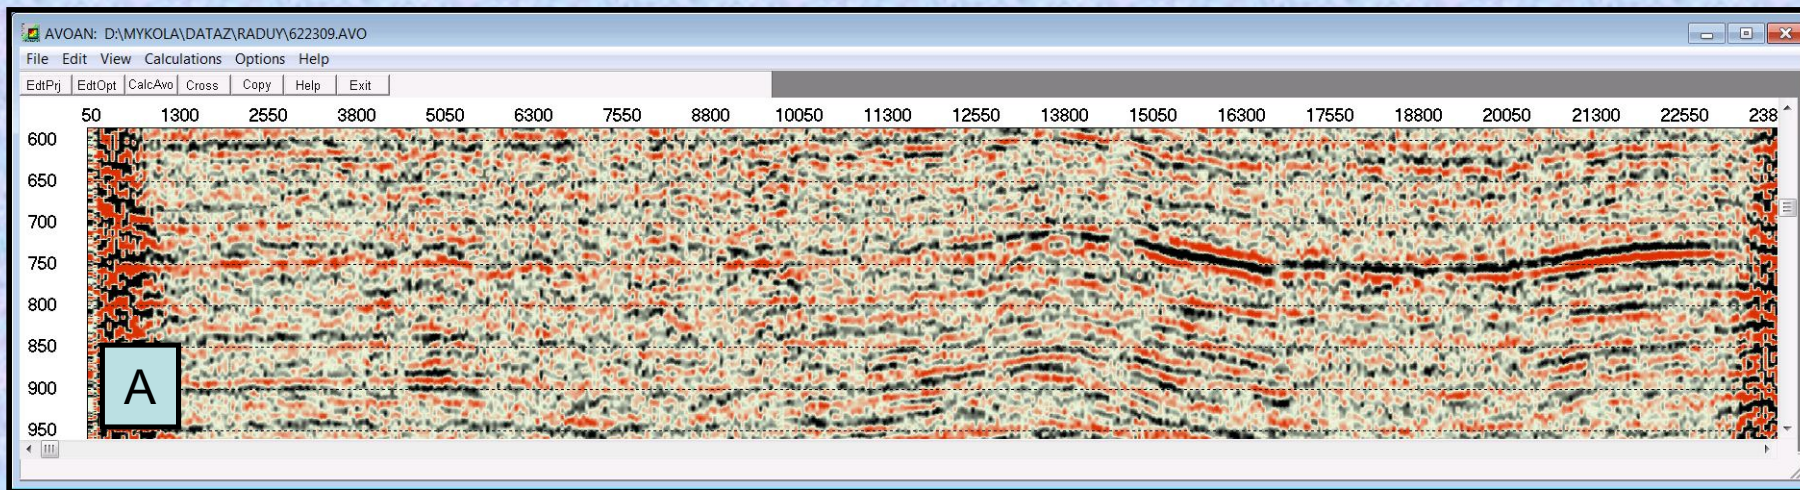 AVOAN: D:\MYKOLA\DATAZ\RADUY\622309.AVO
File Edit View Calculations Options Help
EdtPrj EdtOpt CalcAvo Cross Copy Help Exit
50 1300 2550 3800 5050 6300 7550 8800 10050 11300 12550 13800 15050 16300 17550 18800 20050 21300 22550 238
600
650
700
750
800
850
900
950
A